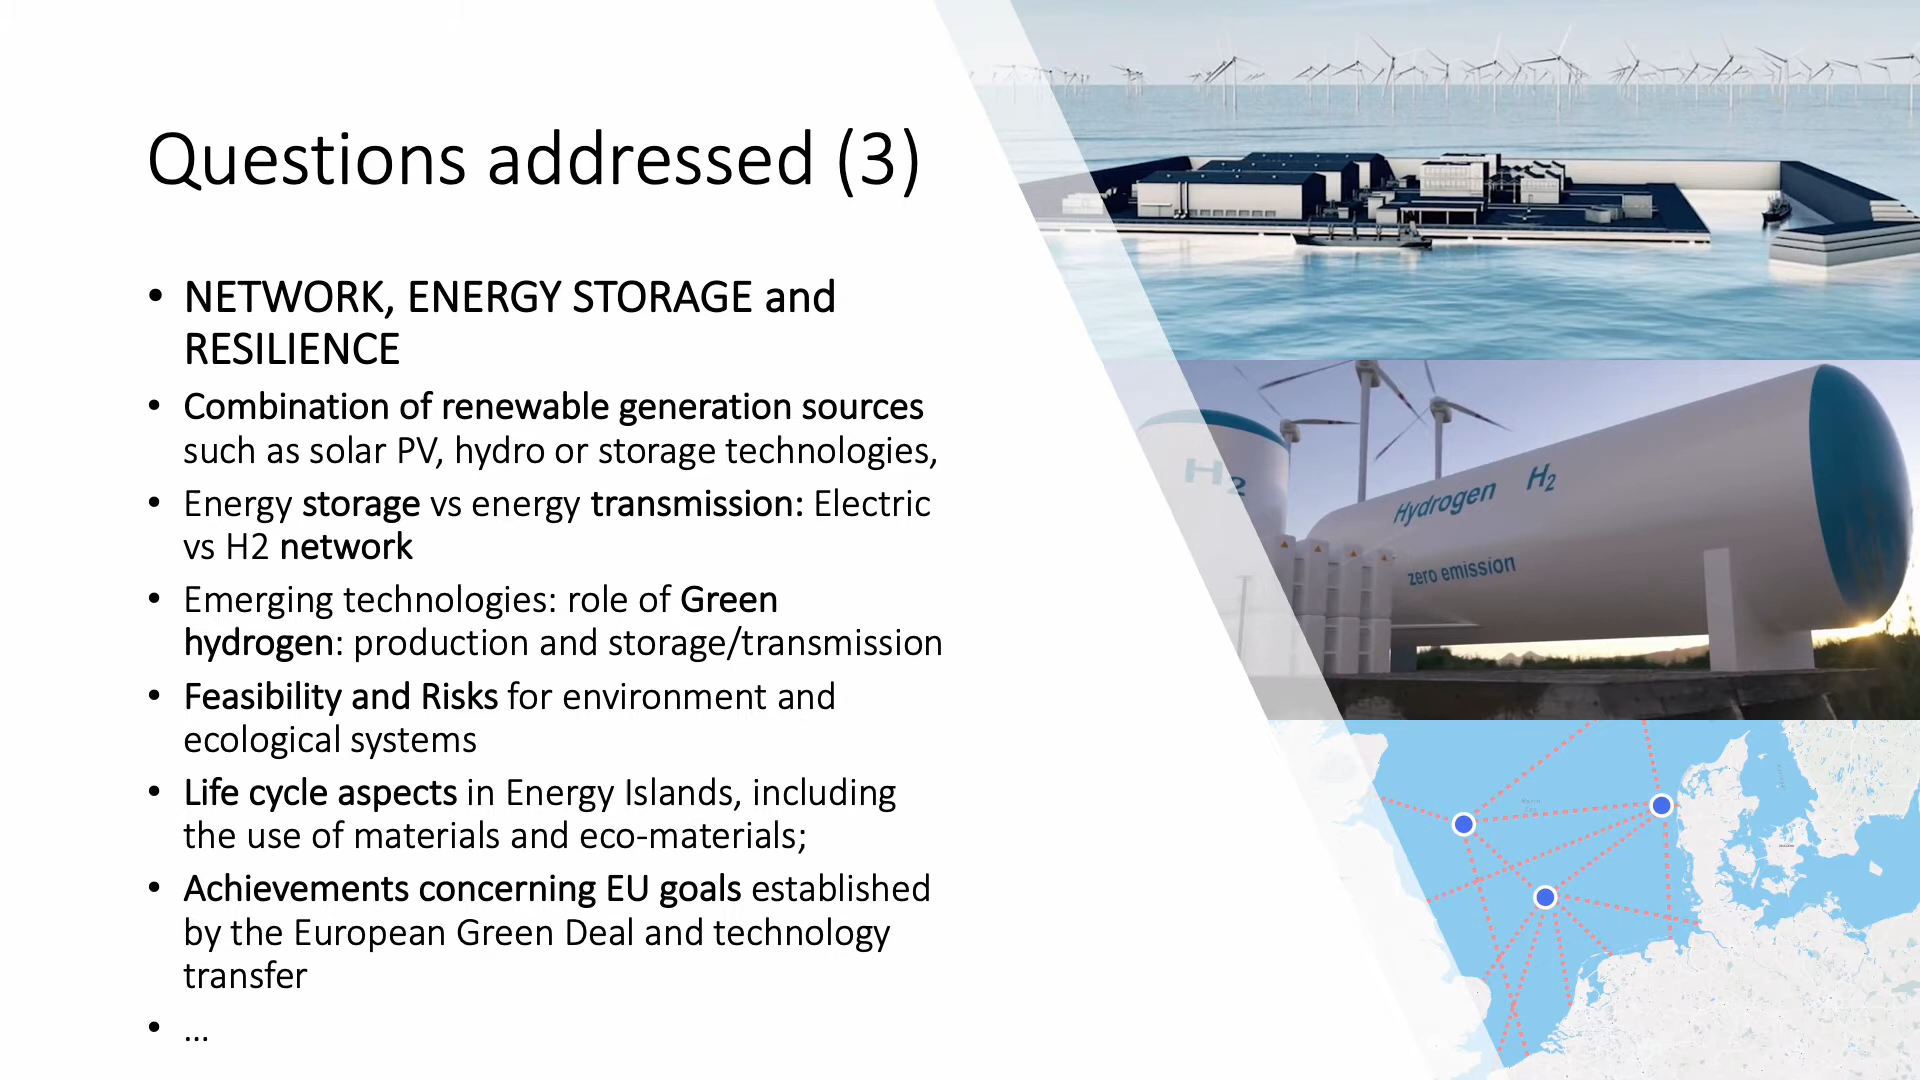 Questions addressed (3)
• NETWORK, ENERGY STORAGE and
RESILIENCE
• Combination of renewable generation sources
such as solar PV, hydro or storage technologies,
• Energy storage vs energy transmission: Electric
vs H2 network
• Emerging technologies: role of Green
hydrogen: production and storage/transmission
• Feasibility and Risks for environment and
ecological systems
• Life cycle aspects in Energy Islands, including
the use of materials and eco-materials;
• Achievements concerning EU goals established
by the European Green Deal and technology
transfer
• ...
H2
Hydrogen H2
zero emission